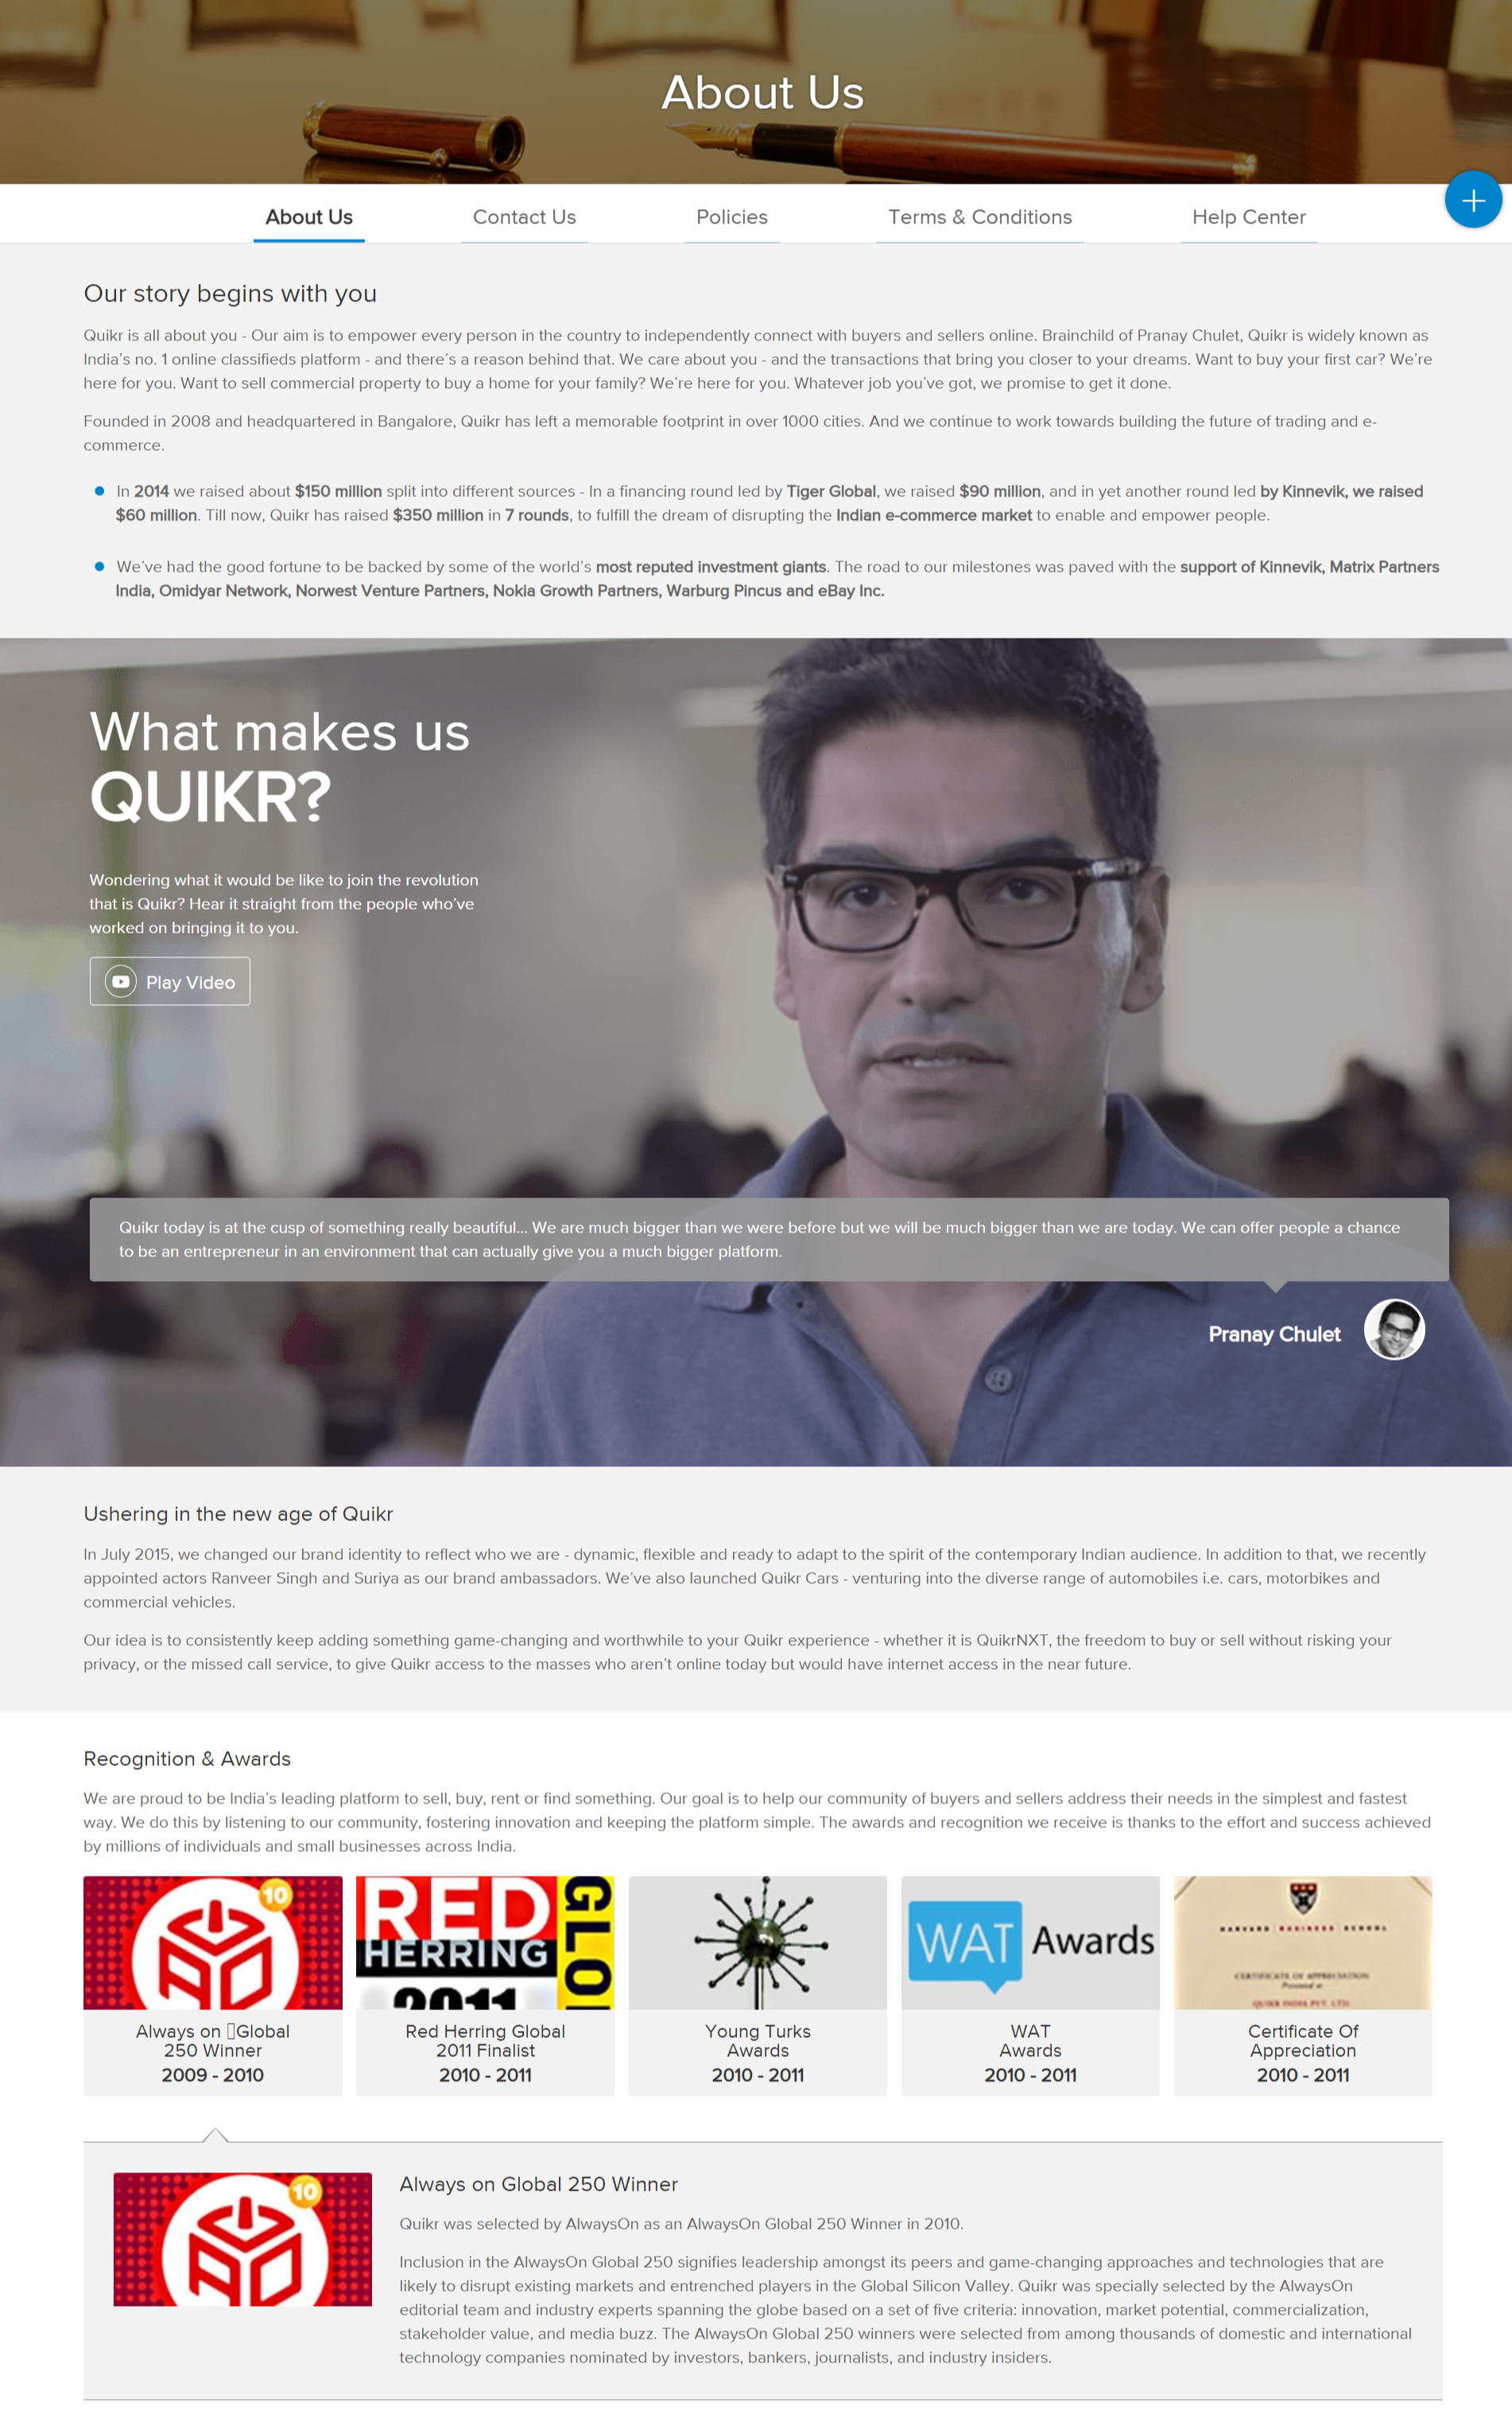 About Us
About Us
Contact Us
Policies
Terms & Conditions
Help Center
Our story begins with you
Quikr is all about you - Our aim is to empower every person in the country to independently connect with buyers and sellers online. Brainchild of Pranay Chulet, Quikr is widely known as
India's no. 1 online classifieds platform - and there's a reason behind that. We care about you - and the transactions that bring you closer to your dreams. Want to buy your first car? We're
here for you. Want to sell commercial property to buy a home for your family? We're here for you. Whatever job you've got, we promise to get it done.
Founded in 2008 and headquartered in Bangalore, Quikr has left a memorable footprint in over 1000 cities. And we continue to work towards building the future of trading and e-
commerce.
In 2014 we raised about $150 million split into different sources - In a financing round led by Tiger Global, we raised $90 million, and in yet another round led by Kinnevik, we raised
$60 million. Till now, Quikr has raised $350 million in 7 rounds, to fulfill the dream of disrupting the Indian e-commerce market to enable and empower people.
We've had the good fortune to be backed by some of the world's most reputed investment giants. The road to our milestones was paved with the support of Kinnevik, Matrix Partners
India, Omidyar Network, Norwest Venture Partners, Nokia Growth Partners, Warburg Pincus and eBay Inc.
What makes us
QUIKR?
Wondering what it would be like to join the revolution
that is Quikr? Hear it straight from the people who've
worked on bringing it to you.
Play Video
Quikr today is at the cusp of something really beautiful... We are much bigger than we were before but we will be much bigger than we are today. We can offer people a chance
to be an entrepreneur in an environment that can actually give you a much bigger platform.
Pranay Chulet
Ushering in the new age of Quikr
In July 2015, we changed our brand identity to reflect who we are - dynamic, flexible and ready to adapt to the spirit of the contemporary Indian audience. In addition to that, we recently
appointed actors Ranveer Singh and Suriya as our brand ambassadors. We've also launched Quikr Cars - venturing into the diverse range of automobiles i.e. cars, motorbikes and
commercial vehicles.
Our idea is to consistently keep adding something game-changing and worthwhile to your Quikr experience - whether it is QuikrNXT, the freedom to buy or sell without risking your
privacy, or the missed call service, to give Quikr access to the masses who aren't online today but would have internet access in the near future.
Recognition & Awards
We are proud to be India's leading platform to sell, buy, rent or find something. Our goal is to help our community of buyers and sellers address their needs in the simplest and fastest
way. We do this by listening to our community, fostering innovation and keeping the platform simple. The awards and recognition we receive is thanks to the effort and success achieved
by millions of individuals and small businesses across India.
10
RED
HERRING
2011
GLO
WAT Awards
HARVARD BUSINESS SCHOOL
CERTIFICATE OF APPRECIATION
Presented to
QUIKR INDIA PVT. LTD.
Always on Global
250 Winner
2009 - 2010
Red Herring Global
2011 Finalist
2010 - 2011
Young Turks
Awards
2010 - 2011
WAT
Awards
2010 - 2011
Certificate Of
Appreciation
2010 - 2011
10
Always on Global 250 Winner
Quikr was selected by AlwaysOn as an AlwaysOn Global 250 Winner in 2010.
Inclusion in the AlwaysOn Global 250 signifies leadership amongst its peers and game-changing approaches and technologies that are
likely to disrupt existing markets and entrenched players in the Global Silicon Valley. Quikr was specially selected by the AlwaysOn
editorial team and industry experts spanning the globe based on a set of five criteria: innovation, market potential, commercialization,
stakeholder value, and media buzz. The AlwaysOn Global 250 winners were selected from among thousands of domestic and international
technology companies nominated by investors, bankers, journalists, and industry insiders.